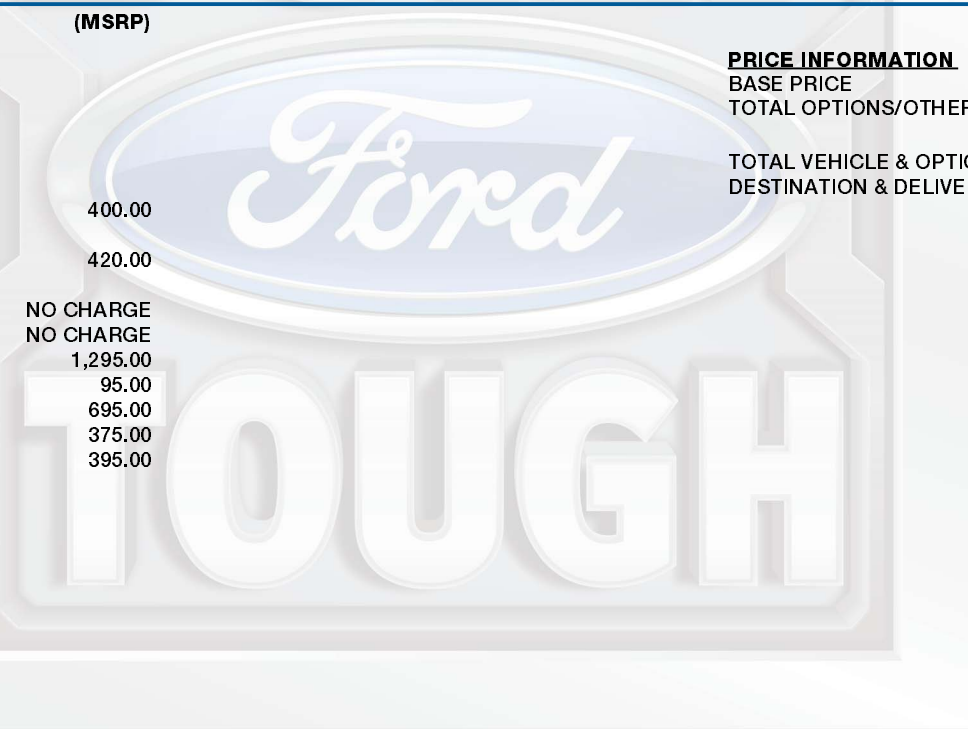 (MSRP)
PRICE INFORMATION
BASE PRICE
TOTAL OPTIONS/OTHER
TOTAL VEHICLE & OPTIO
DESTINATION & DELIVE
400.00
420.00
NO CHARGE
NO CHARGE
1,295.00
95.00
695.00
375.00
395.00
Ford
TOUGH